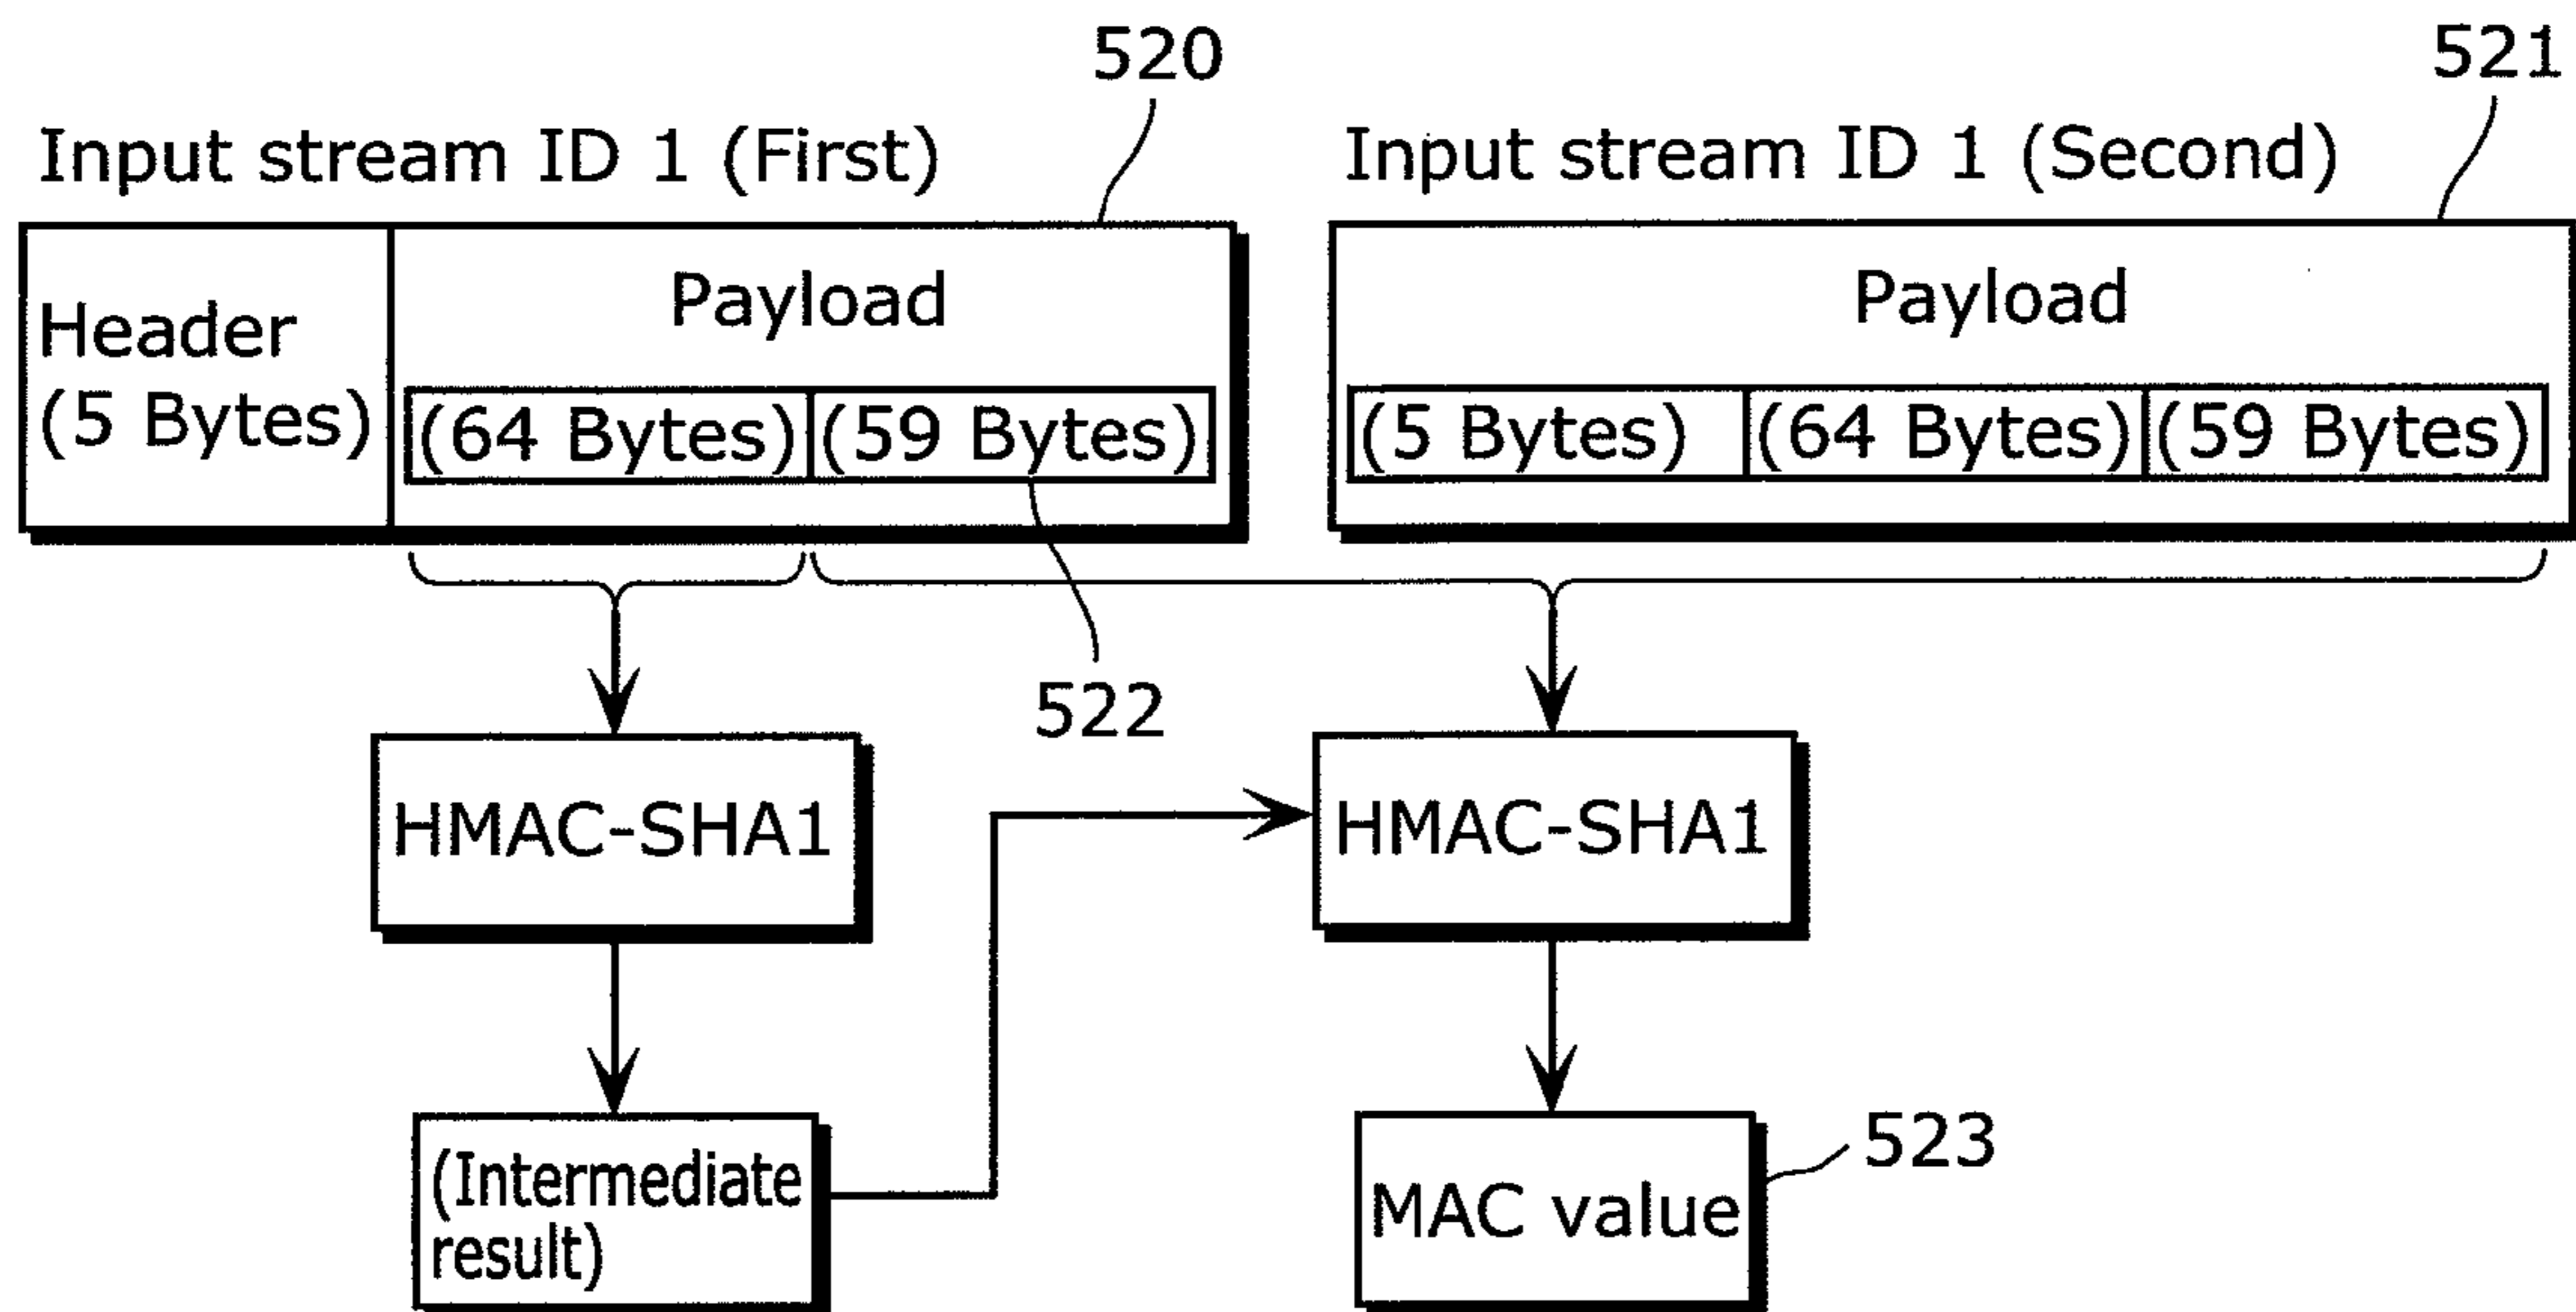 520
521
Input stream ID 1 (First)
Input stream ID 1 (Second)
Header
(5 Bytes)
Payload
(64 Bytes)
(59 Bytes)
Payload
(5 Bytes)
(64 Bytes)
(59 Bytes)
522
HMAC-SHA1
HMAC-SHA1
(Intermediate
result)
MAC value
523